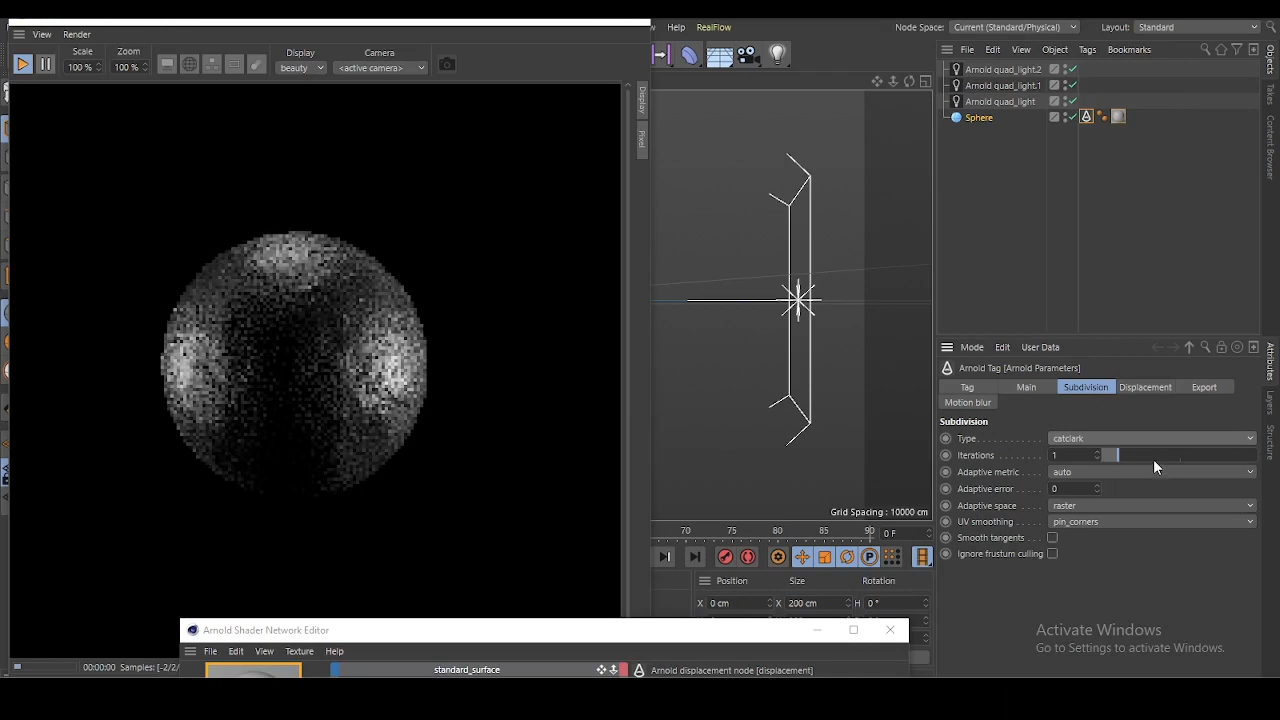 View Render
Scale
100 %
Zoom
100 %
Display
beauty
Camera
<active camera>
Display
Pixel
00:00:00 Samples: [-2/2/
Help RealFlow
Node Space: Current (Standard/Physical) Layout: Standard
File Edit View Object Tags Bookmarks
Arnold quad_light.2
Arnold quad_light.1
Arnold quad_light
Sphere
Objects
Takes
Content Browser
Attributes
Layers
Structure
Grid Spacing : 10000 cm
70 75 80 85 90 0 F
Position Size Rotation
X 0 cm X 200 cm H 0 °
Mode Edit User Data
Arnold Tag [Arnold Parameters]
Tag Main Subdivision Displacement Export
Motion blur
Subdivision
Type catclark
Iterations 1
Adaptive metric auto
Adaptive error 0
Adaptive space raster
UV smoothing pin_corners
Smooth tangents
Ignore frustum culling
Activate Windows
Go to Settings to activate Windows.
Arnold Shader Network Editor
File Edit View Texture Help
standard_surface
Arnold displacement node [displacement]